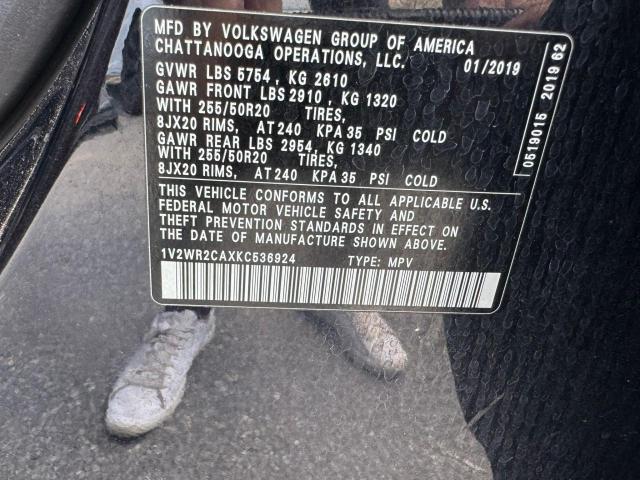 MFD BY VOLKSWAGEN GROUP OF AMERICA
CHATTANOOGA OPERATIONS, LLC. 01/2019
GVWR LBS 5754, KG 2610
GAWR FRONT LBS 2910, KG 1320
WITH 255/50R20 TIRES,
8JX20 RIMS, AT 240 KPA 35 PSI COLD
GAWR REAR LBS 2954, KG 1340
WITH 255/50R20 TIRES,
8JX20 RIMS, AT 240 KPA 35 PSI COLD
THIS VEHICLE CONFORMS TO ALL APPLICABLE U.S.
FEDERAL MOTOR VEHICLE SAFETY AND
THEFT PREVENTION STANDARDS IN EFFECT ON
THE DATE OF MANUFACTURE SHOWN ABOVE.
1V2WR2CAXKC536924 TYPE: MPV
0519015 2019 62